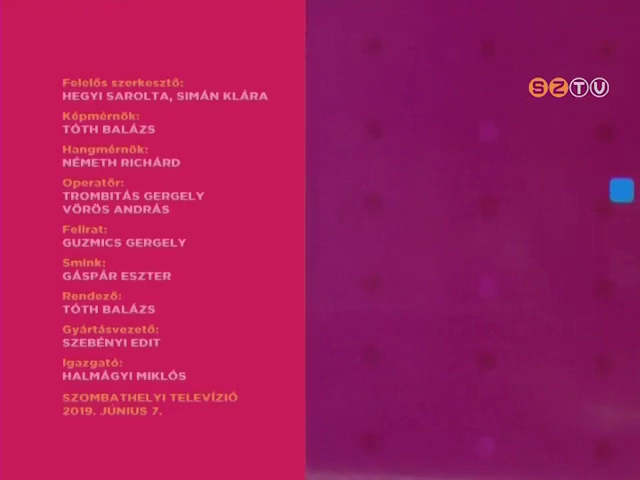 Felelős szerkesztő:
HEGYI SAROLTA, SIMÁN KLÁRA
Képmérnök:
TÓTH BALÁZS
Hangmérnök:
NÉMETH RICHÁRD
Operatőr:
TROMBITÁS GERGELY
VÖRÖS ANDRÁS
Felirat:
GUZMICS GERGELY
Smink:
GÁSPÁR ESZTER
Rendező:
TÓTH BALÁZS
Gyártásvezető:
SZEBÉNYI EDIT
Igazgató:
HALMÁGYI MIKLÓS
SZOMBATHELYI TELEVÍZIÓ
2019. JÚNIUS 7.
SZTV